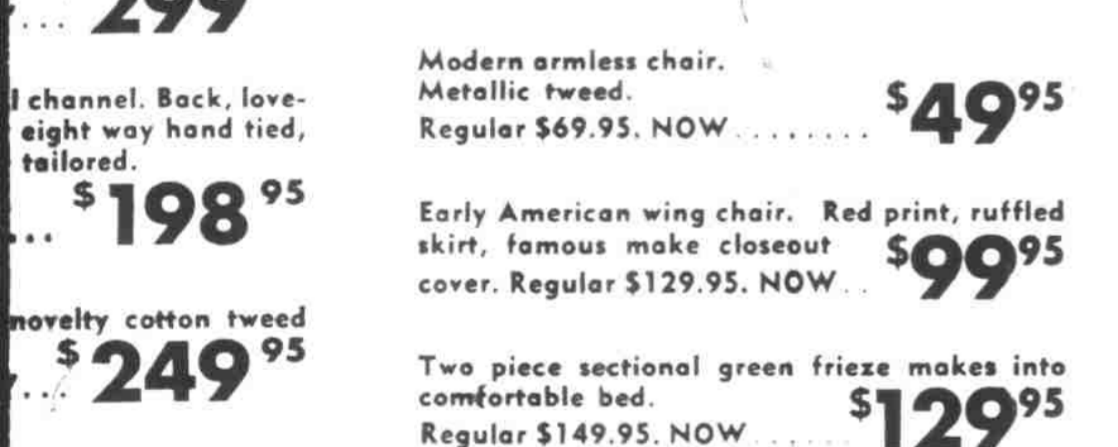 ... 299
l channel. Back, love-
eight way hand tied,
tailored.
... $198 95
novelty cotton tweed
... $249 95
Modern armless chair.
Metallic tweed.
Regular $69.95. NOW ........ $49 95
Early American wing chair. Red print, ruffled
skirt, famous make closeout
cover. Regular $129.95. NOW .. $99 95
Two piece sectional green frieze makes into
comfortable bed.
Regular $149.95. NOW ...... $129 95